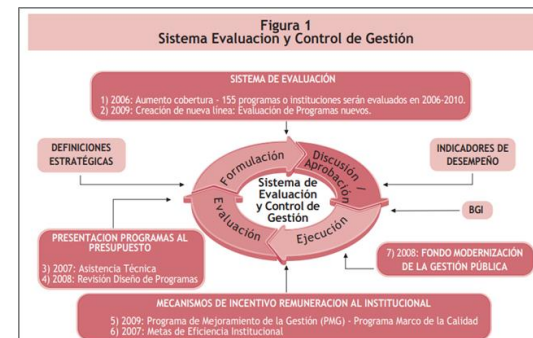 Figura 1
Sistema Evaluacion y Control de Gestión
SISTEMA DE EVALUACIÓN
1) 2006: Aumento cobertura - 155 programas o instituciones serán evaluados en 2006-2010.
2) 2009: Creación de nueva línea: Evaluación de Programas nuevos.
DEFINICIONES
ESTRATÉGICAS
INDICADORES DE
DESEMPEÑO
Formulación
Discusión /
Aprobación
Sistema de
Evaluación
y Control de
Gestión
Evaluación
Ejecución
BGI
PRESENTACION PROGRAMAS AL
PRESUPUESTO
3) 2007: Asistencia Técnica
4) 2008: Revisión Diseño de Programas
7) 2008: FONDO MODERNIZACIÓN
DE LA GESTIÓN PÚBLICA
MECANISMOS DE INCENTIVO REMUNERACION AL INSTITUCIONAL
5) 2009: Programa de Mejoramiento de la Gestión (PMG) - Programa Marco de la Calidad
6) 2007: Metas de Eficiencia Institucional